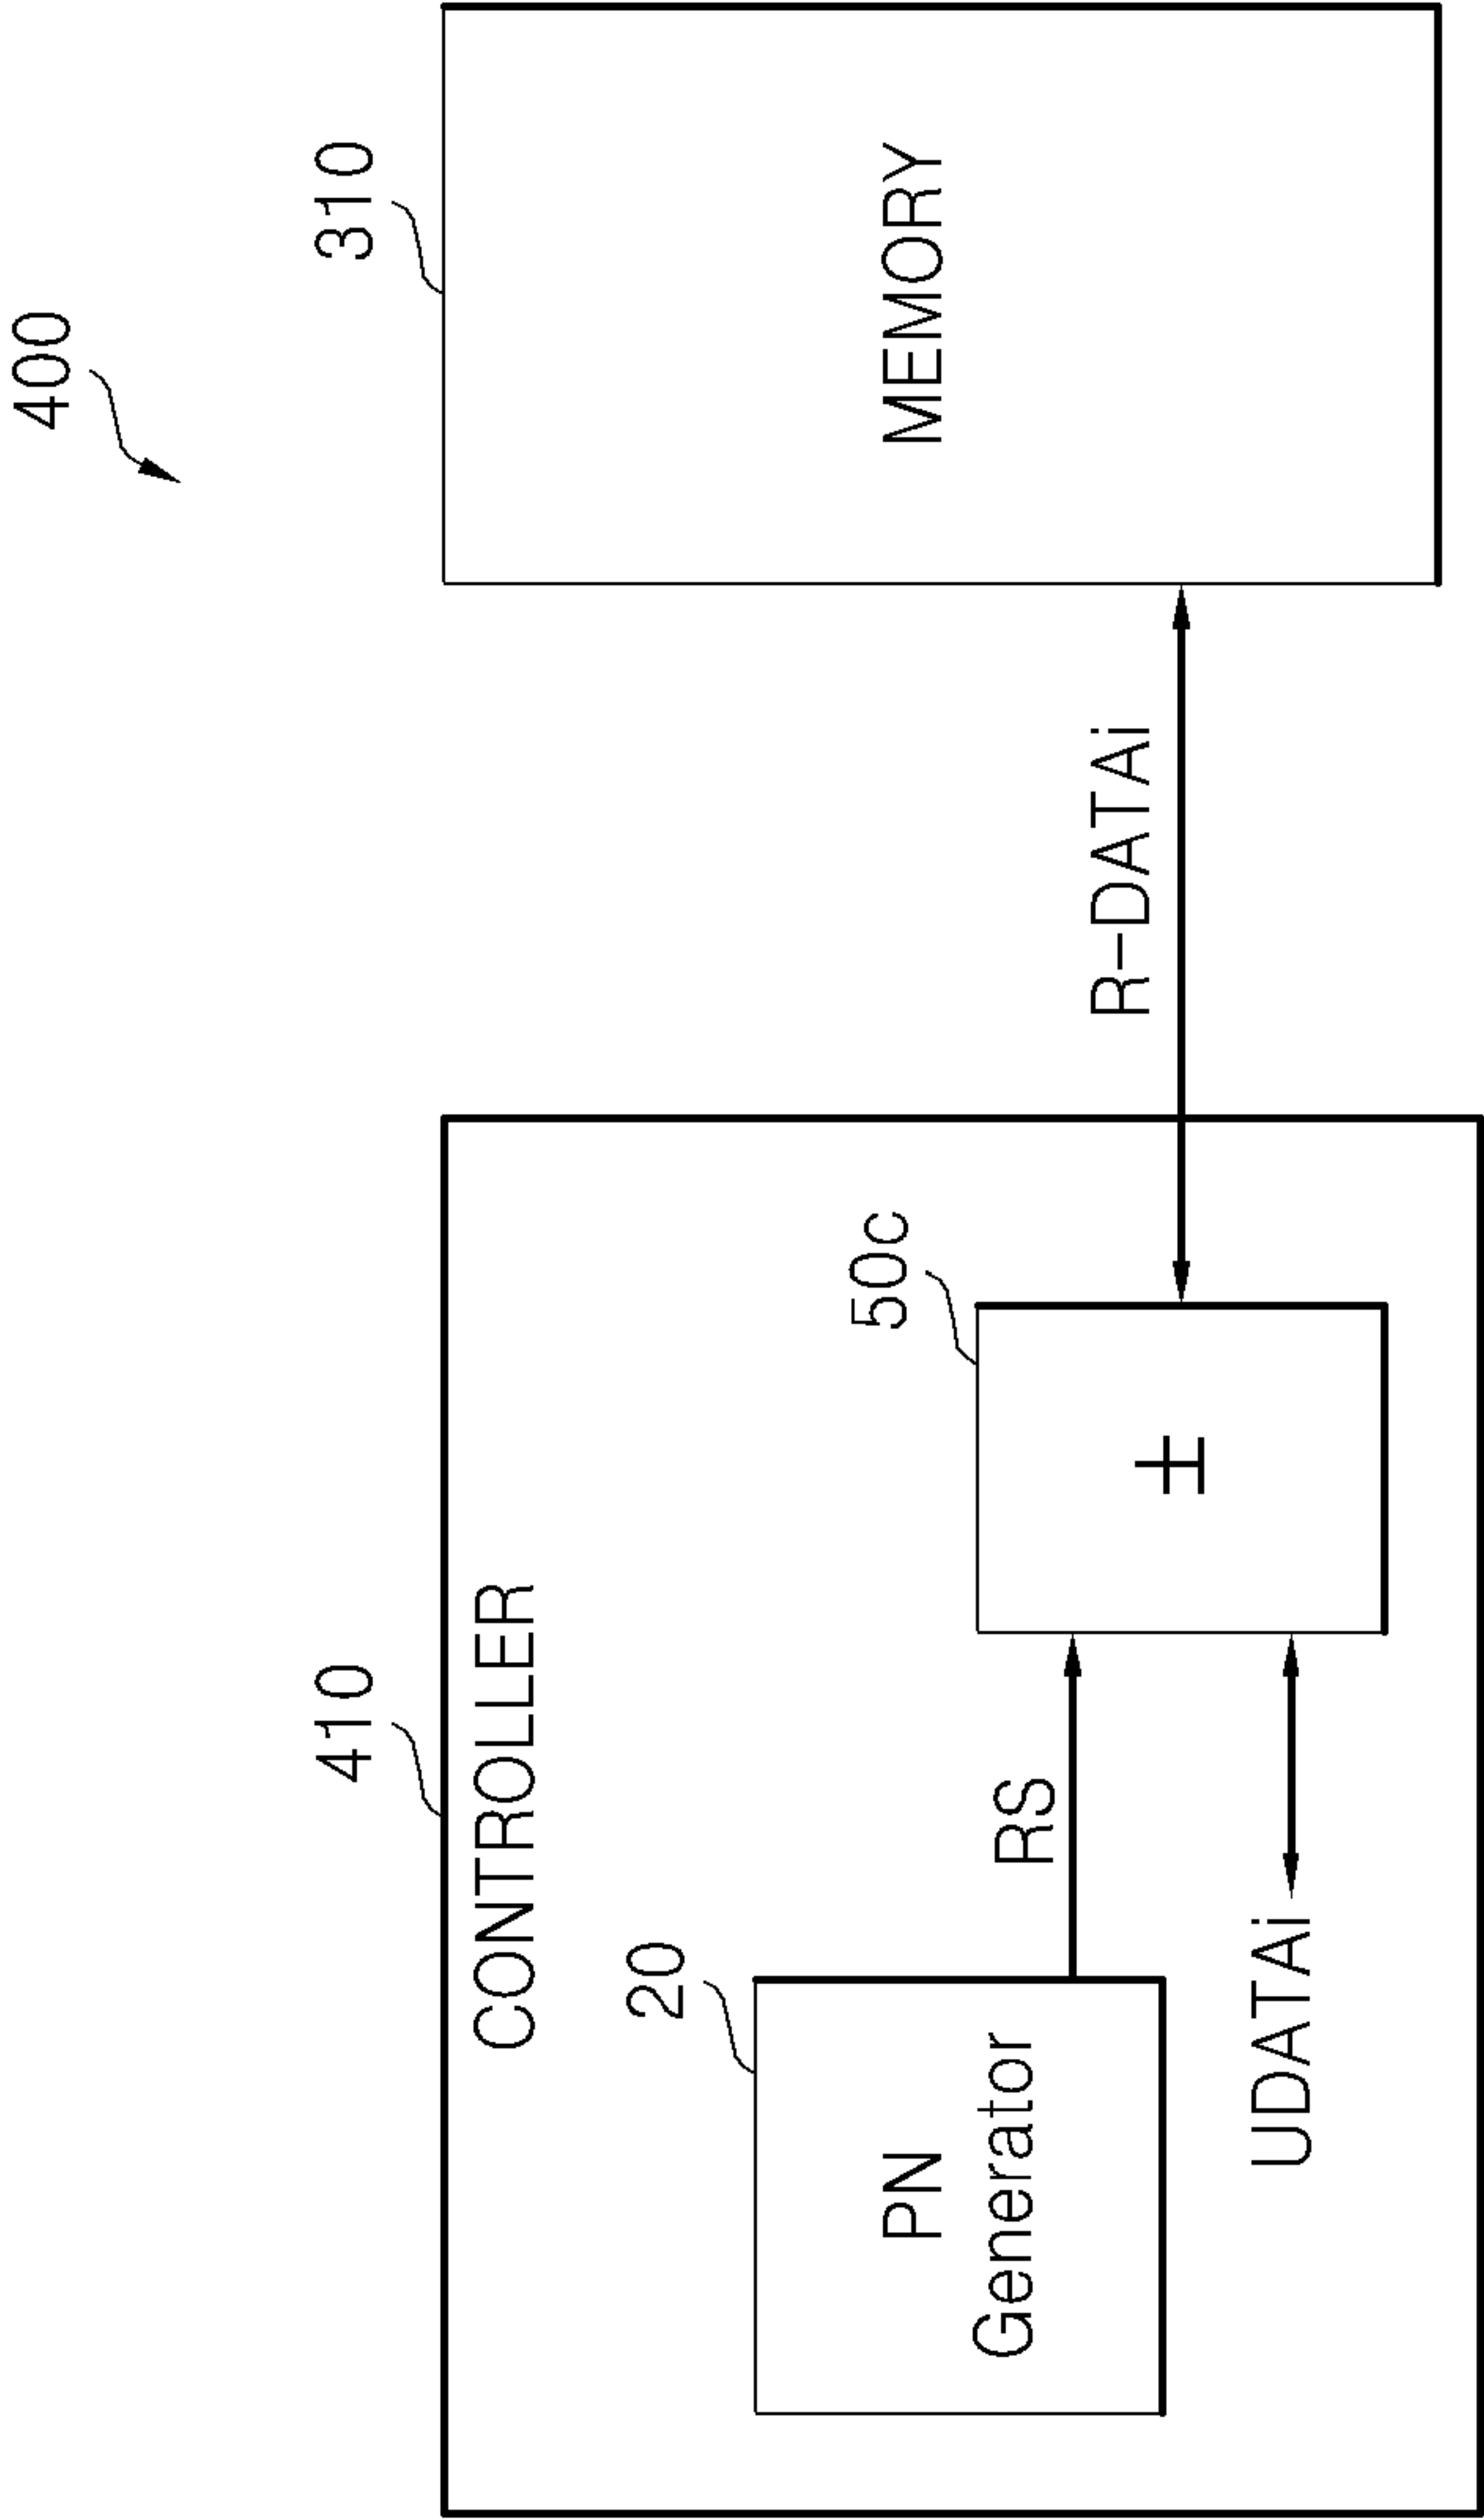 400
410
310
CONTROLLER
20
PN
Generator
RS
50c
±
UDATAi
R-DATAi
MEMORY